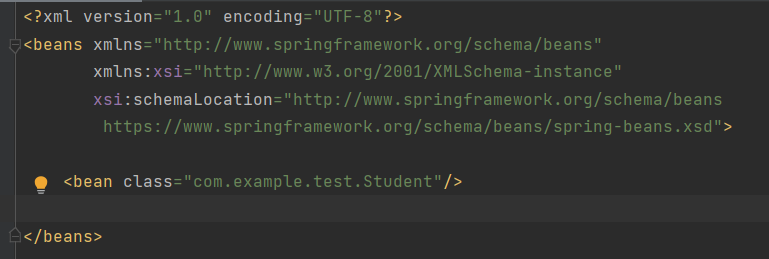 <?xml version="1.0" encoding="UTF-8"?>
<beans xmlns="http://www.springframework.org/schema/beans"
xmlns:xsi="http://www.w3.org/2001/XMLSchema-instance"
xsi:schemaLocation="http://www.springframework.org/schema/beans
https://www.springframework.org/schema/beans/spring-beans.xsd">
<bean class="com.example.test.Student"/>
</beans>